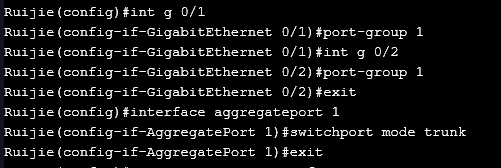 Ruijie(config)#int g 0/1
Ruijie(config-if-GigabitEthernet 0/1)#port-group 1
Ruijie(config-if-GigabitEthernet 0/1)#int g 0/2
Ruijie(config-if-GigabitEthernet 0/2)#port-group 1
Ruijie(config-if-GigabitEthernet 0/2)#exit
Ruijie(config)#interface aggregateport 1
Ruijie(config-if-AggregatePort 1)#switchport mode trunk
Ruijie(config-if-AggregatePort 1)#exit